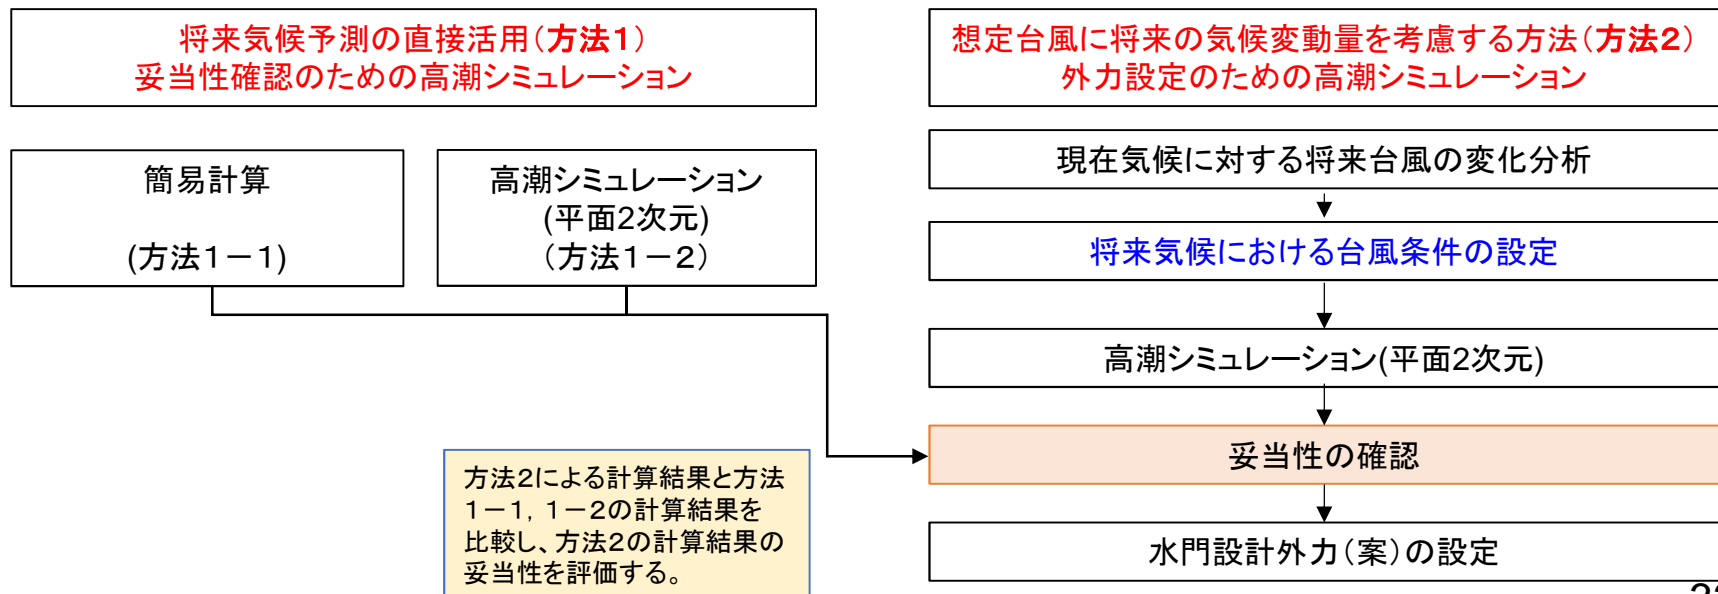 将来気候予測の直接活用(方法1)
妥当性確認のための高潮シミュレーション
簡易計算
(方法1-1)
高潮シミュレーション
(平面2次元)
(方法1-2)
方法2による計算結果と方法
1-1, 1-2の計算結果を
比較し、方法2の計算結果の
妥当性を評価する。
想定台風に将来の気候変動量を考慮する方法(方法2)
外力設定のための高潮シミュレーション
現在気候に対する将来台風の変化分析
将来気候における台風条件の設定
高潮シミュレーション(平面2次元)
妥当性の確認
水門設計外力(案)の設定